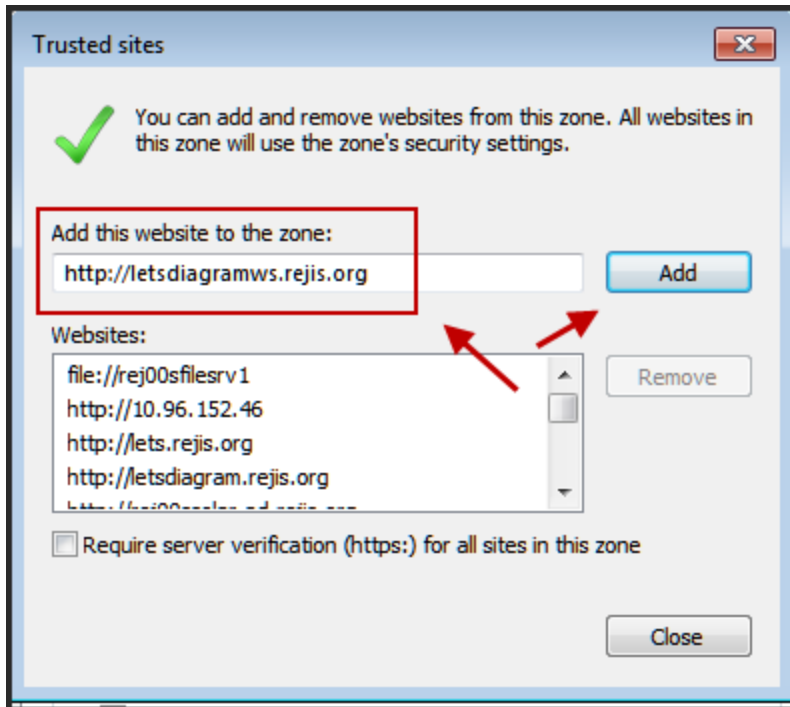 Trusted sites
You can add and remove websites from this zone. All websites in
this zone will use the zone's security settings.
Add this website to the zone:
http://letsdiagramws.rejis.org
Add
Websites:
file://rej00sfilesrv1
Remove
http://10.96.152.46
http://lets.rejis.org
http://letsdiagram.rejis.org
Require server verification (https:) for all sites in this zone
Close